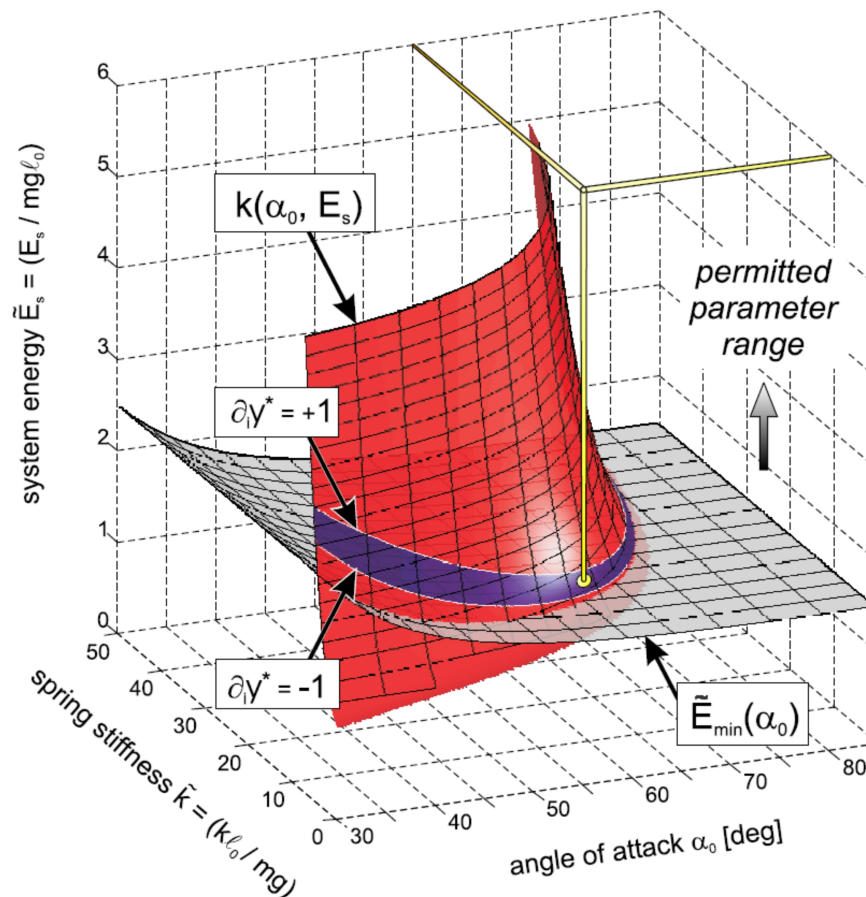 6
5
4
3
2
1
0
system energy Ẽs = (Es / mgℓ0)
k(α0, Es)
∂iy* = +1
∂iy* = -1
permitted
parameter
range
Ẽmin(α0)
50
40
30
20
10
0
spring stiffness k̃ = (kℓ0 / mg)
30
40
50
60
70
80
angle of attack α0 [deg]